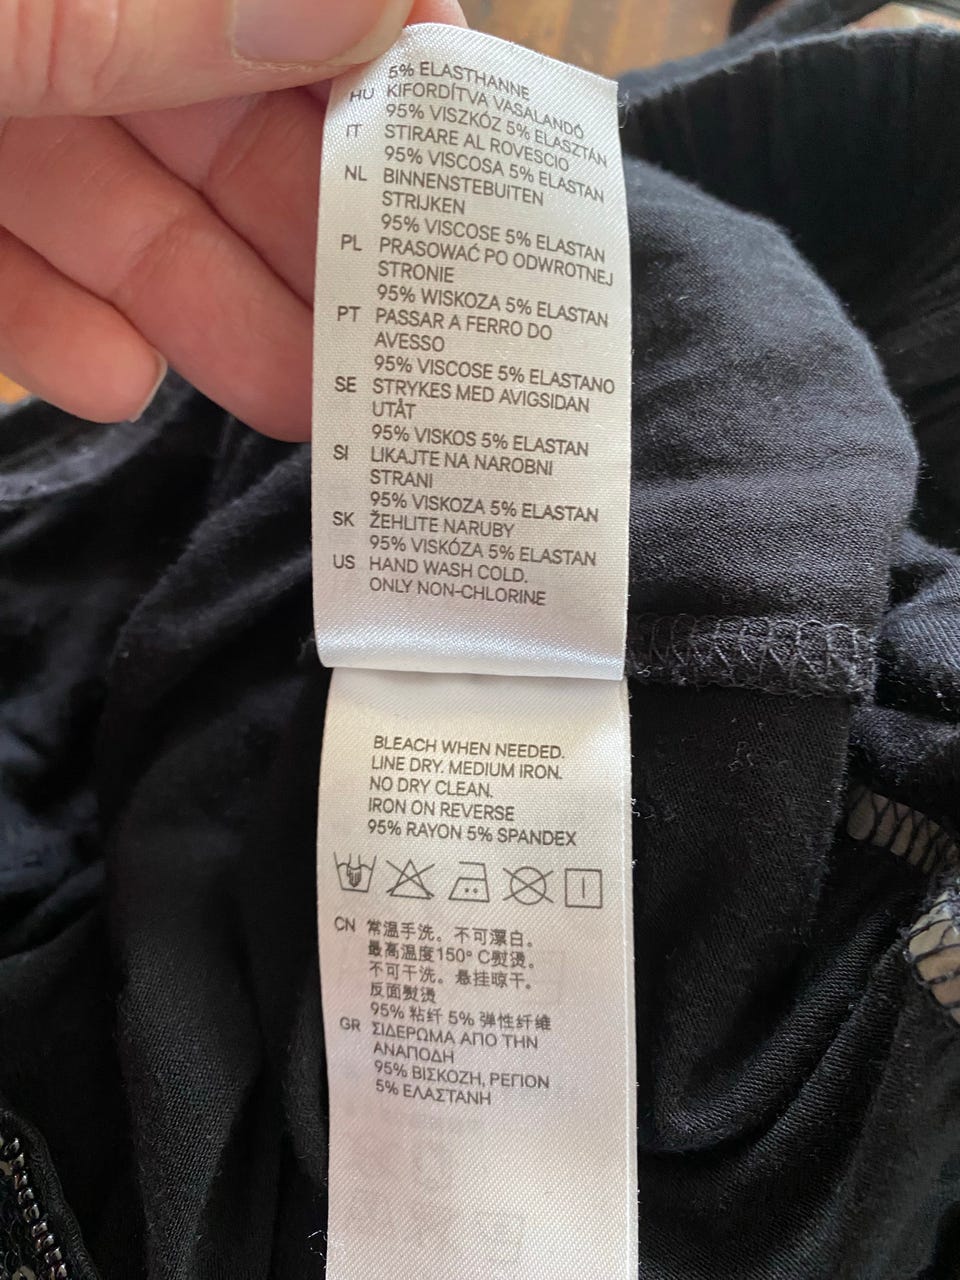 5% ELASTHANNE
HU KIFORDÍTVA VASALANDÓ
95% VISZKÓZ 5% ELASZTÁN
IT STIRARE AL ROVESCIO
95% VISCOSA 5% ELASTAN
NL BINNENSTEBUITEN
STRIJKEN
95% VISCOSE 5% ELASTAN
PL PRASOWAĆ PO ODWROTNEJ
STRONIE
95% WISKOZA 5% ELASTAN
PT PASSAR A FERRO DO
AVESSO
95% VISCOSE 5% ELASTANO
SE STRYKES MED AVIGSIDAN
UTÅT
95% VISKOS 5% ELASTAN
SI LIKAJTE NA NAROBNI
STRANI
95% VISKOZA 5% ELASTAN
SK ŽEHLITE NARUBY
95% VISKÓZA 5% ELASTAN
US HAND WASH COLD.
ONLY NON-CHLORINE
BLEACH WHEN NEEDED.
LINE DRY. MEDIUM IRON.
NO DRY CLEAN.
IRON ON REVERSE
95% RAYON 5% SPANDEX
CN 常温手洗。不可漂白。
最高温度150° C熨烫。
不可干洗。悬挂晾干。
反面熨烫
95% 粘纤 5% 弹性纤维
GR ΣΙΔΕΡΩΜΑ ΑΠΟ ΤΗΝ
ΑΝΑΠΟΔΗ
95% ΒΙΣΚΟΖΗ, ΡΕΓΙΟΝ
5% ΕΛΑΣΤΑΝΗ